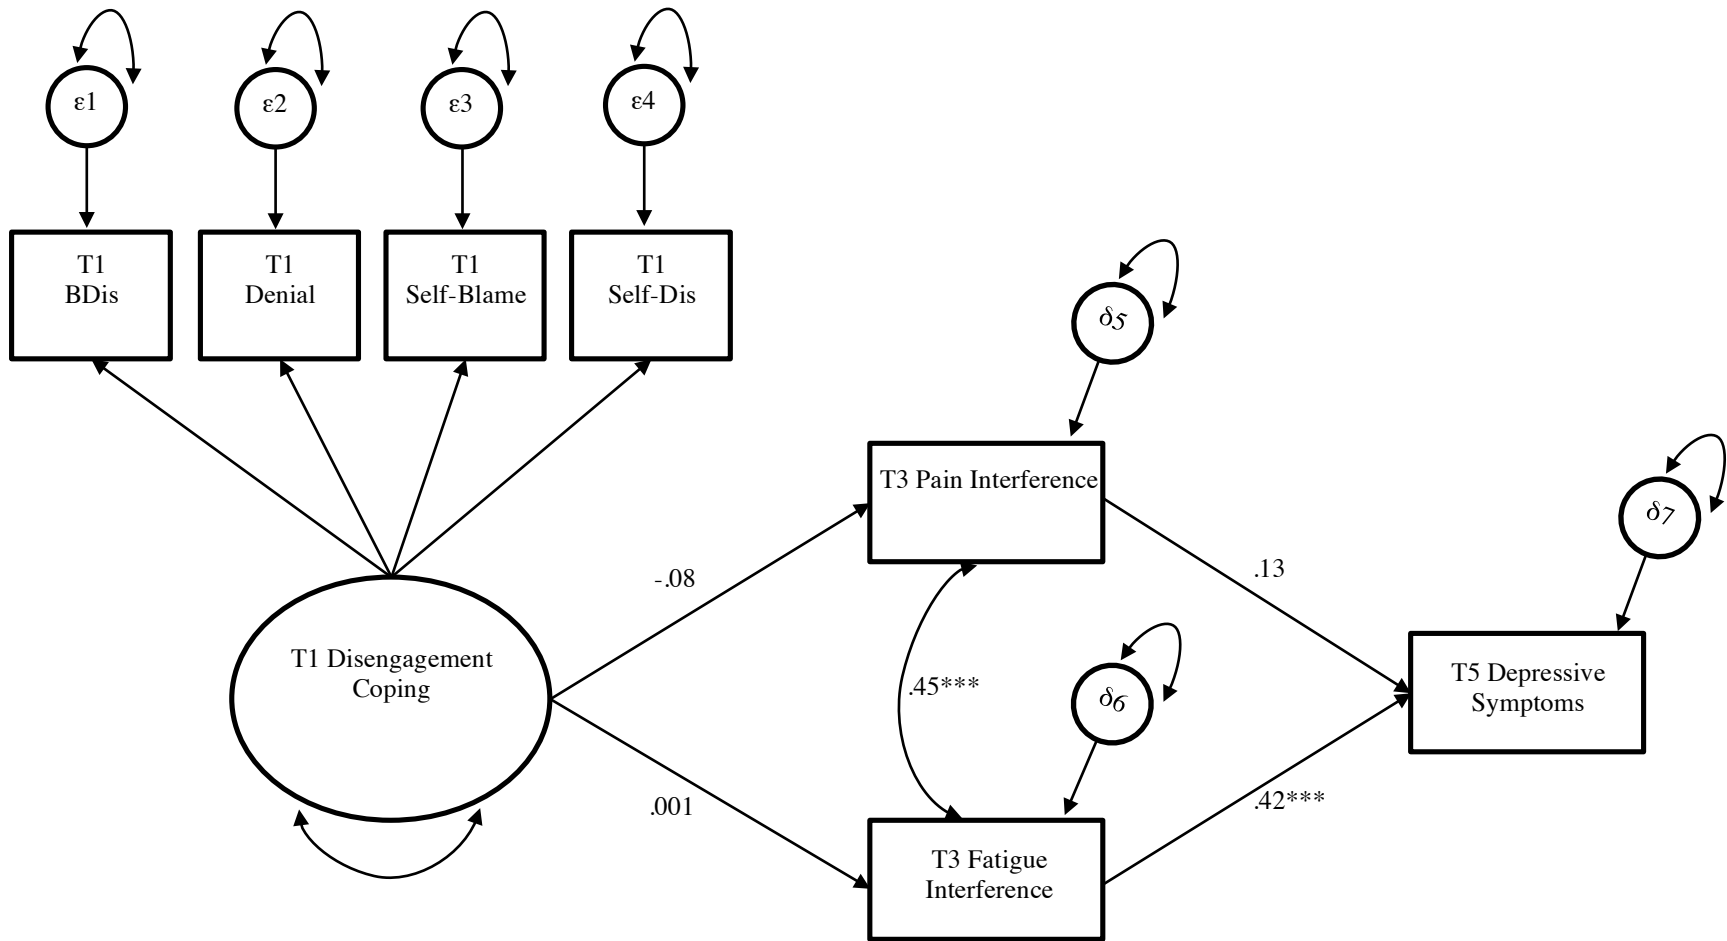 ε1
ε2
ε3
ε4
T1
BDis
T1
Denial
T1
Self-Blame
T1
Self-Dis
δ5
T3 Pain Interference
δ7
-.08
.13
T1 Disengagement
Coping
.45***
δ6
T5 Depressive
Symptoms
.001
.42***
T3 Fatigue
Interference